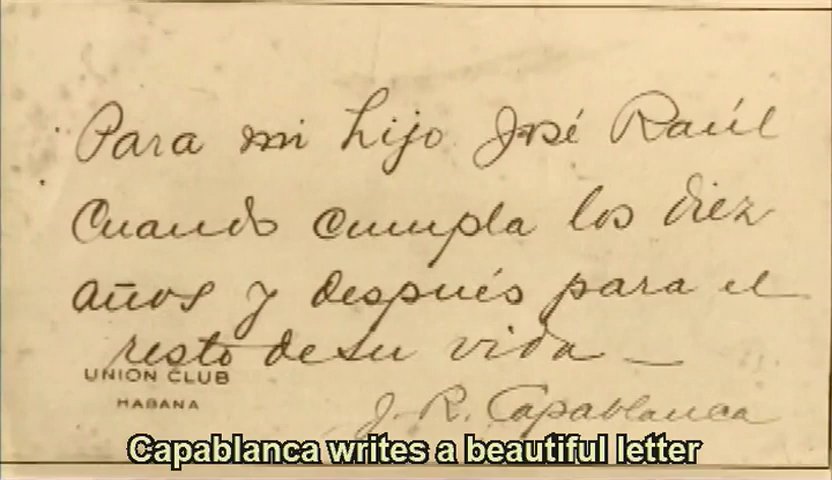 Para mi hijo José Raúl
Cuando cumpla los diez
años y después para el
resto de su vida —
UNION CLUB
HABANA
J. R. Capablanca
Capablanca writes a beautiful letter